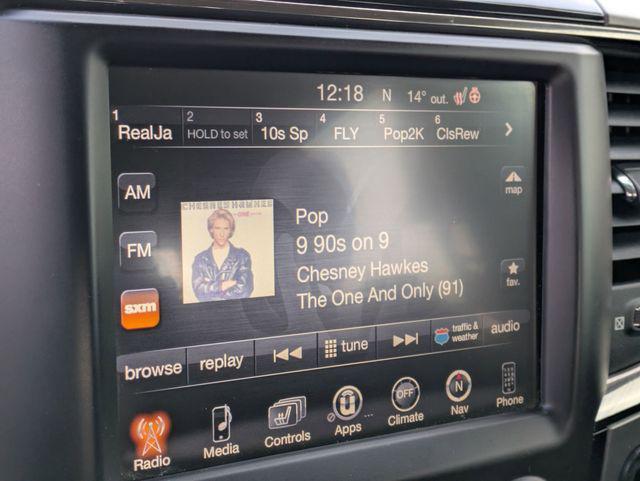 12:18 N 14° out.
1 RealJa 2 HOLD to set 3 10s Sp 4 FLY 5 Pop2K 6 ClsRew
AM
map
CHESNEY HAWKES
Pop
FM
9 90s on 9
Chesney Hawkes
fav.
sxm
The One And Only (91)
browse replay tune traffic & weather audio
Radio Media Controls Apps ... OFF Climate N Nav Phone